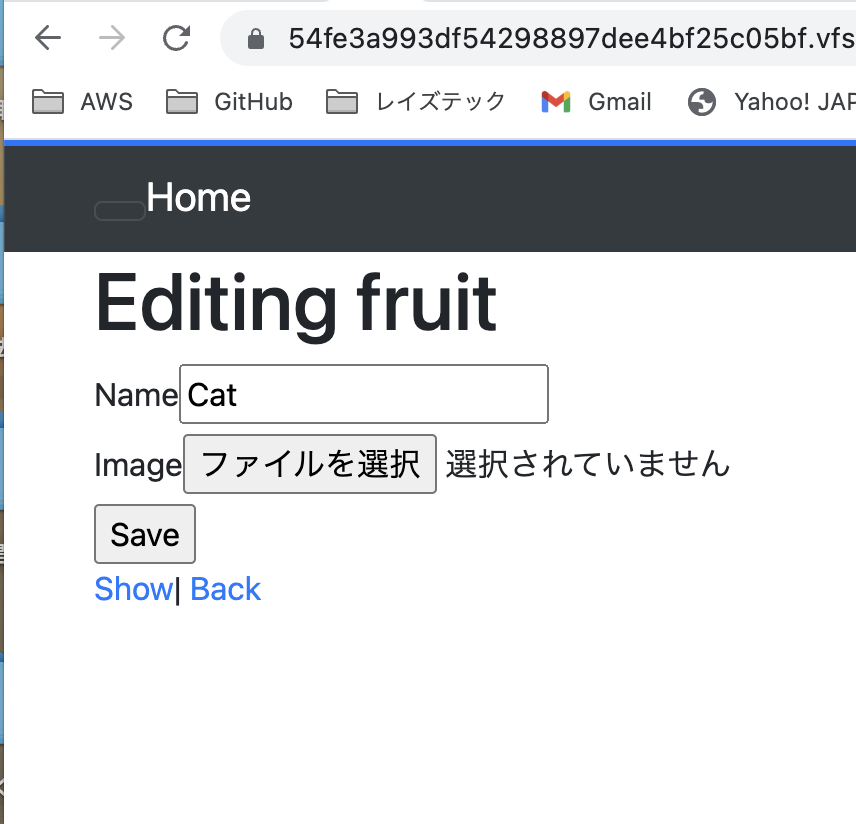 54fe3a993df54298897dee4bf25c05bf.vfs
AWS GitHub レイズテック Gmail Yahoo! JAP
Home
Editing fruit
Name Cat
Image ファイルを選択 選択されていません
Save
Show| Back